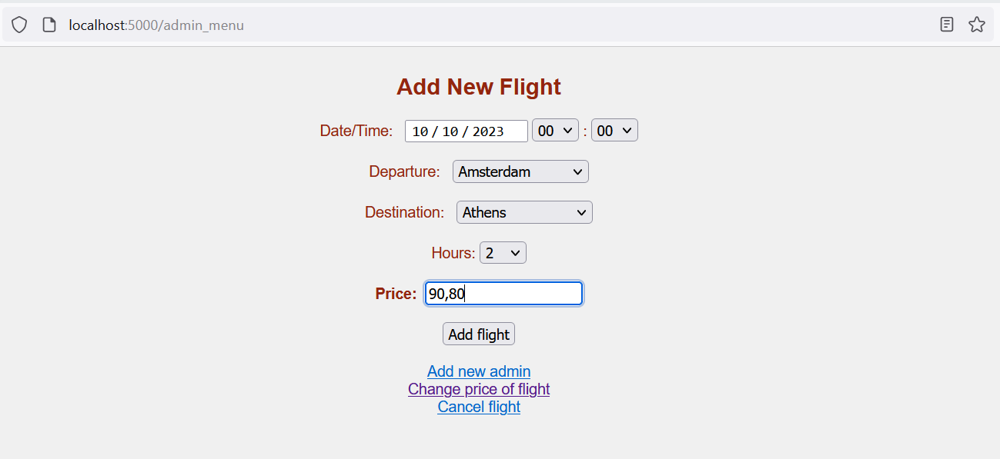 localhost:5000/admin_menu
Add New Flight
Date/Time: 10 / 10 / 2023 00 : 00
Departure: Amsterdam
Destination: Athens
Hours: 2
Price: 90,80
Add flight
Add new admin
Change price of flight
Cancel flight